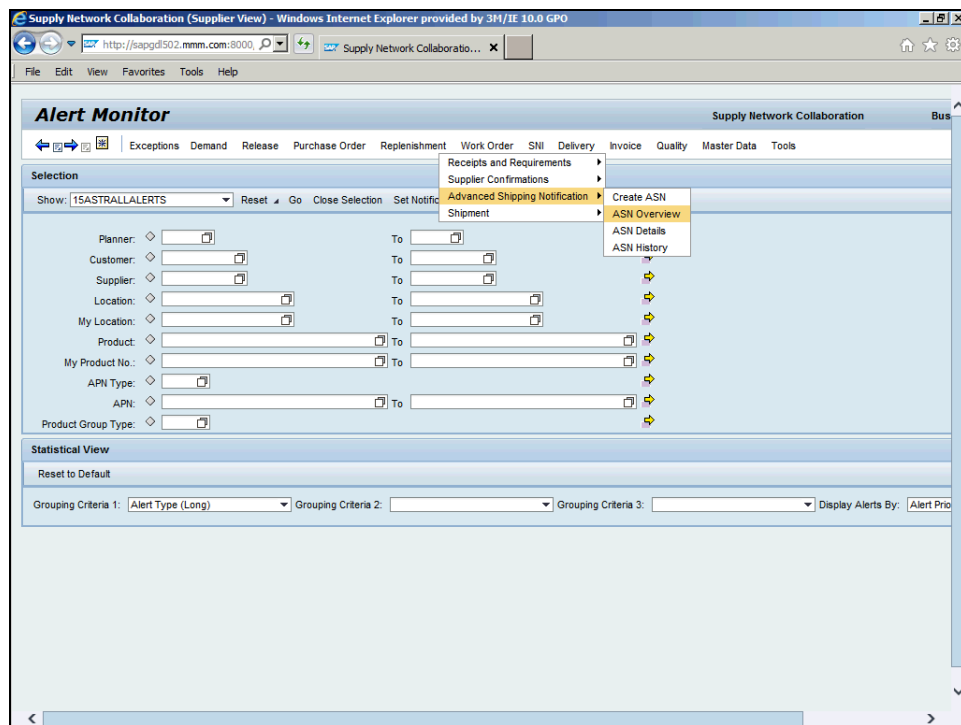 Supply Network Collaboration (Supplier View) - Windows Internet Explorer provided by 3M/IE 10.0 GPO
http://sapgdl502.mmm.com:8000, Supply Network Collaboratio...
File Edit View Favorites Tools Help
Alert Monitor Supply Network Collaboration Bus
Exceptions Demand Release Purchase Order Replenishment Work Order SNI Delivery Invoice Quality Master Data Tools
Receipts and Requirements
Selection
Supplier Confirmations
Show: 15ASTRALLALERTS Reset Go Close Selection Set Notific
Advanced Shipping Notification
Create ASN
Shipment
ASN Overview
ASN Details
ASN History
Planner: To
Customer: To
Supplier: To
Location: To
My Location: To
Product: To
My Product No.: To
APN Type:
APN: To
Product Group Type:
Statistical View
Reset to Default
Grouping Criteria 1: Alert Type (Long) Grouping Criteria 2: Grouping Criteria 3: Display Alerts By: Alert Prio